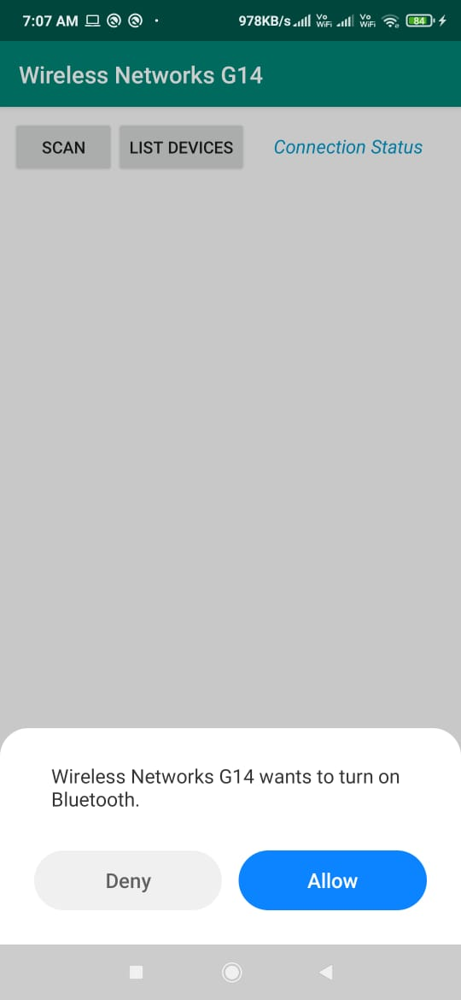 7:07 AM 978KB/s Vo WiFi Vo WiFi 84
Wireless Networks G14
SCAN LIST DEVICES Connection Status
Wireless Networks G14 wants to turn on
Bluetooth.
Deny Allow